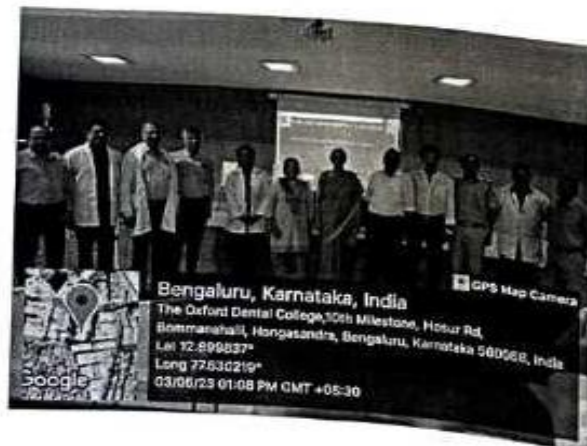 GPS Map Camera
Bengaluru, Karnataka, India
The Oxford Dental College,10th Milestone, Hosur Rd,
Bommanahalli, Hongasandra, Bengaluru, Karnataka 560068, India
Lat 12.899837°
Long 77.630219°
03/06/23 01:08 PM GMT +05:30
Google